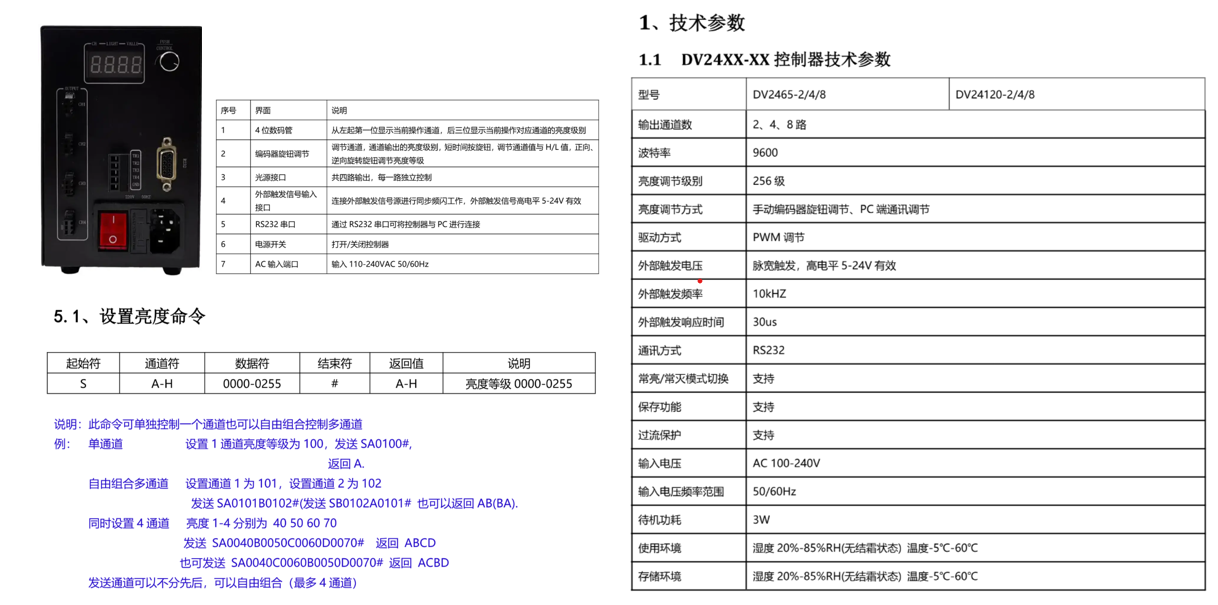 序号 界面 说明
1 4 位数码管 从左起第一位显示当前操作通道，后三位显示当前操作对应通道的亮度级别
2 编码器旋钮调节 调节通道，通道输出的亮度级别，短时间按旋钮，调节通道值与 H/L 值，正向、
逆向旋转旋钮调节亮度等级
3 光源接口 共四路输出，每一路独立控制
4 外部触发信号输入
接口 连接外部触发信号源进行同步频闪工作，外部触发信号高电平 5-24V 有效
5 RS232 串口 通过 RS232 串口可将控制器与 PC 进行连接
6 电源开关 打开/关闭控制器
7 AC 输入端口 输入 110-240VAC 50/60Hz
5.1、设置亮度命令
起始符 通道符 数据符 结束符 返回值 说明
S A-H 0000-0255 # A-H 亮度等级 0000-0255
说明：此命令可单独控制一个通道也可以自由组合控制多通道
例： 单通道 设置 1 通道亮度等级为 100，发送 SA0100#,
返回 A.
自由组合多通道 设置通道 1 为 101，设置通道 2 为 102
发送 SA0101B0102#(发送 SB0102A0101# 也可以返回 AB(BA).
同时设置 4 通道 亮度 1-4 分别为 40 50 60 70
发送 SA0040B0050C0060D0070# 返回 ABCD
也可发送 SA0040C0060B0050D0070# 返回 ACBD
发送通道可以不分先后，可以自由组合（最多 4 通道）
1、技术参数
1.1 DV24XX-XX 控制器技术参数
型号 DV2465-2/4/8 DV24120-2/4/8
输出通道数 2、4、8 路
波特率 9600
亮度调节级别 256 级
亮度调节方式 手动编码器旋钮调节、PC 端通讯调节
驱动方式 PWM 调节
外部触发电压 脉宽触发，高电平 5-24V 有效
外部触发频率 10kHZ
外部触发响应时间 30us
通讯方式 RS232
常亮/常灭模式切换 支持
保存功能 支持
过流保护 支持
输入电压 AC 100-240V
输入电压频率范围 50/60Hz
待机功耗 3W
使用环境 湿度 20%-85%RH(无结霜状态) 温度-5℃-60℃
存储环境 湿度 20%-85%RH(无结霜状态) 温度-5℃-60℃